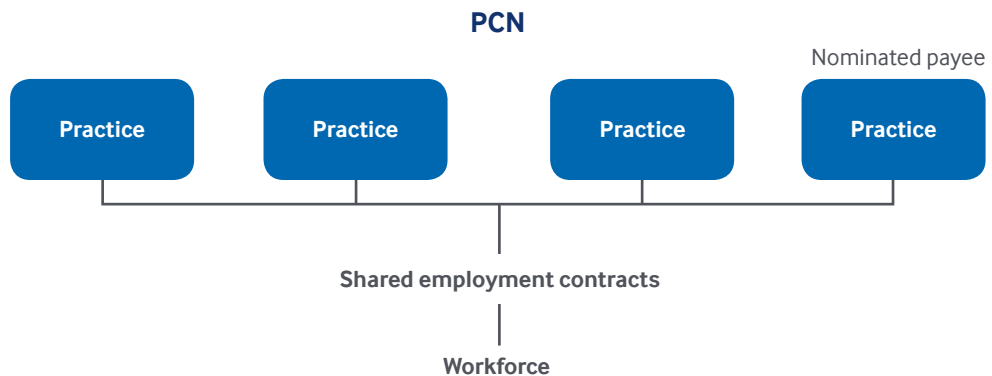 PCN
Nominated payee
Practice
Practice
Practice
Practice
Shared employment contracts
Workforce